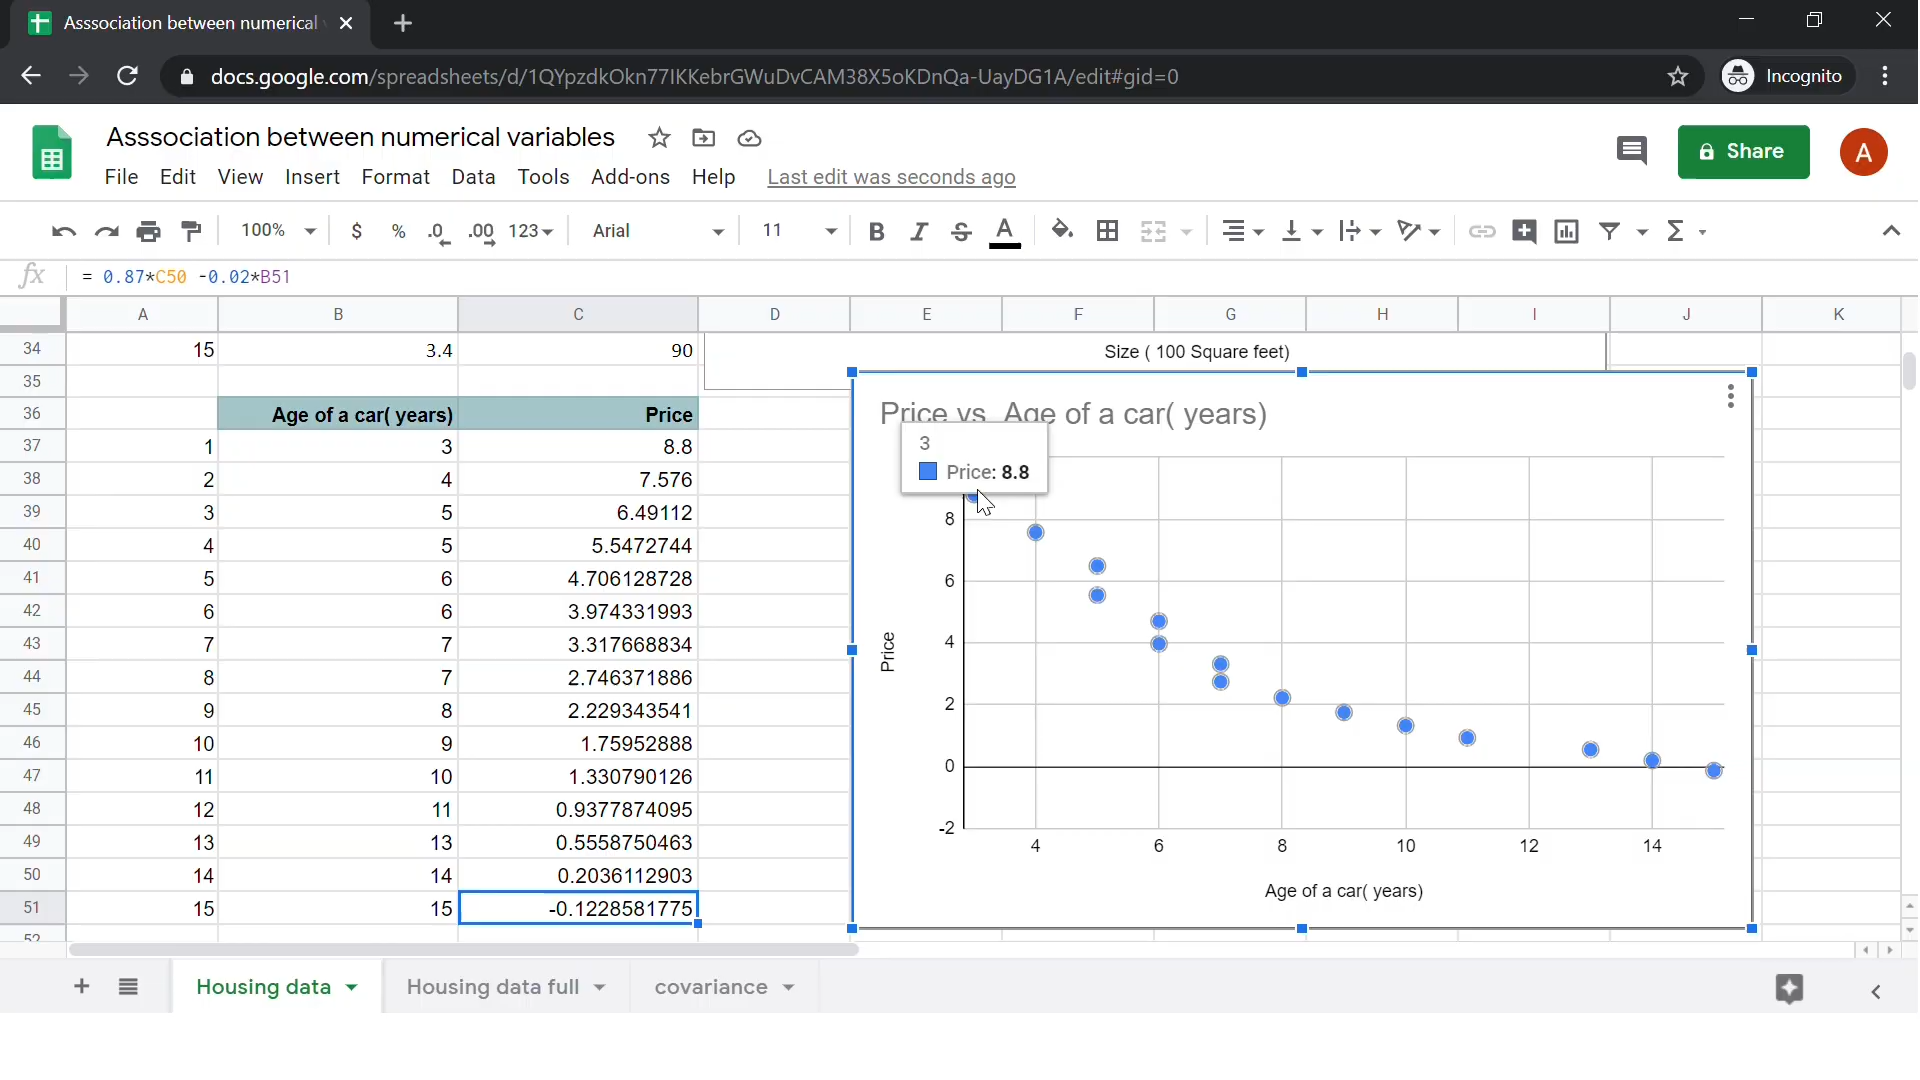 Asssociation between numerical
docs.google.com/spreadsheets/d/1QYpzdkOkn77IKKebrGWuDvCAM38X5oKDnQa-UayDG1A/edit#gid=0
Incognito
Asssociation between numerical variables
File Edit View Insert Format Data Tools Add-ons Help Last edit was seconds ago
Share
A
100% $ % .0 .00 123 Arial 11 B I S A
fx = 0.87*C50 -0.02*B51
A B C D E F G H I J K
34 15 3.4 90
Size ( 100 Square feet)
35
36 Age of a car( years) Price
37 1 3 8.8
38 2 4 7.576
39 3 5 6.49112
40 4 5 5.5472744
41 5 6 4.706128728
42 6 6 3.974331993
43 7 7 3.317668834
44 8 7 2.746371886
45 9 8 2.229343541
46 10 9 1.75952888
47 11 10 1.330790126
48 12 11 0.9377874095
49 13 13 0.5558750463
50 14 14 0.2036112903
51 15 15 -0.1228581775
52
Price vs. Age of a car( years)
3
Price: 8.8
8
6
4
2
0
-2
Price
4 6 8 10 12 14
Age of a car( years)
Housing data Housing data full covariance